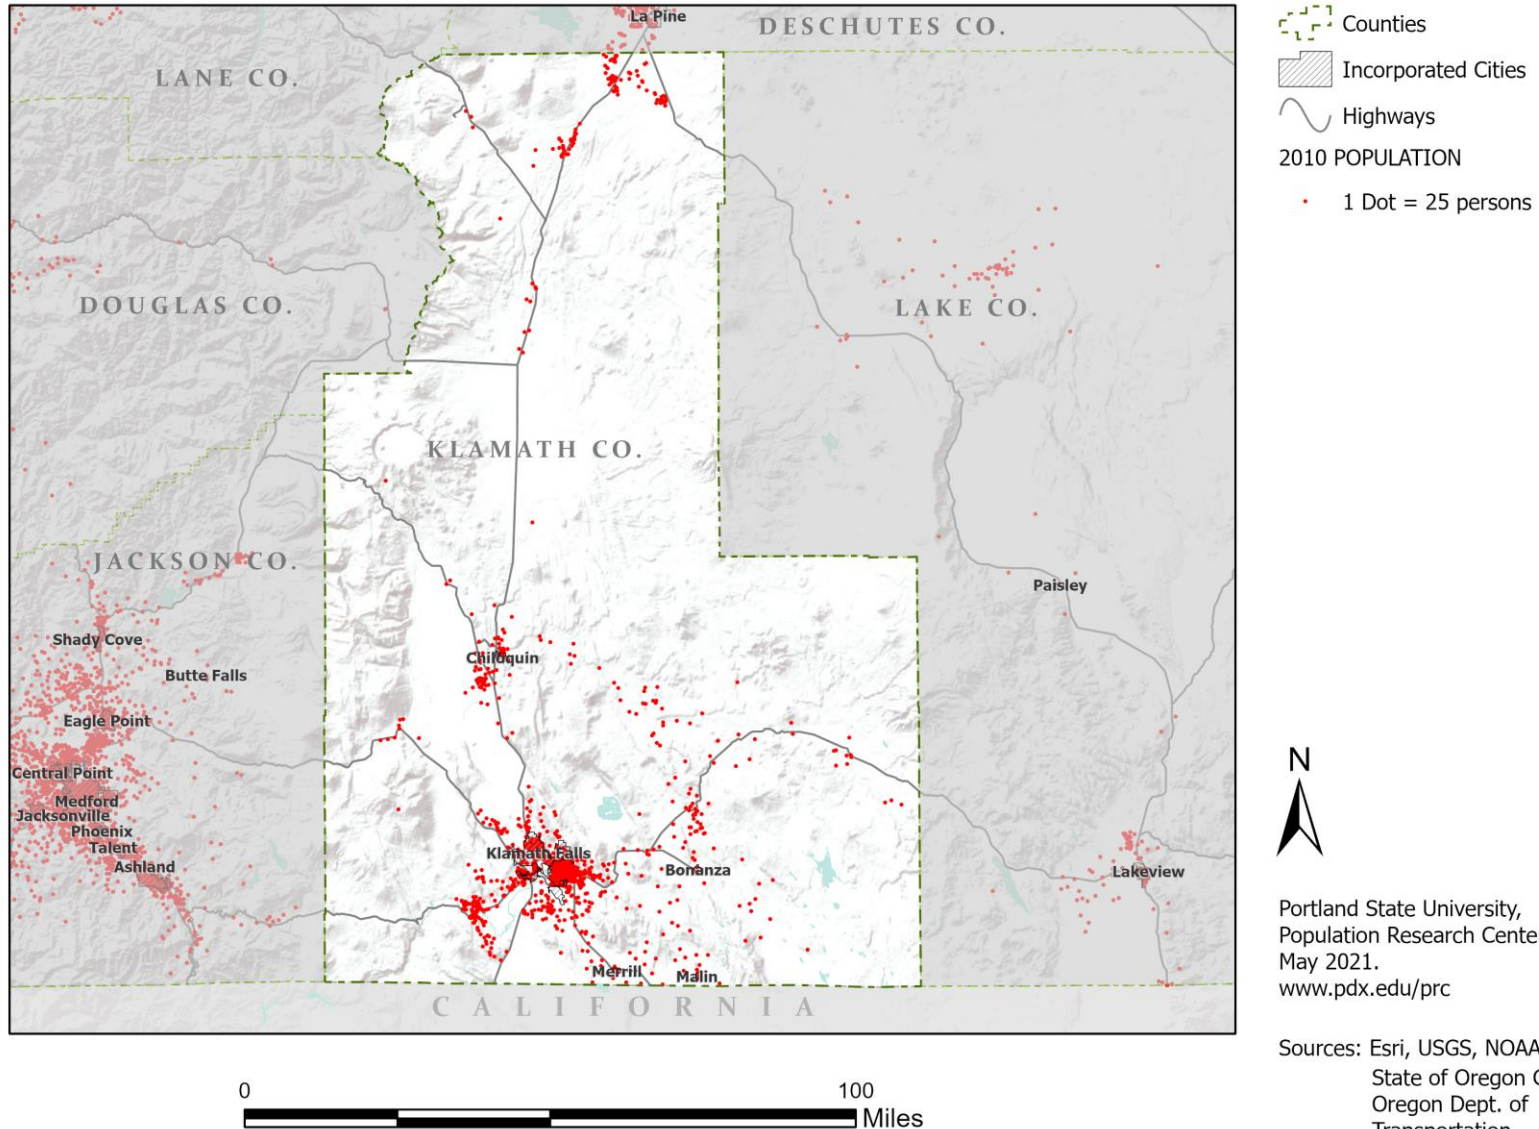 La Pine
DESCHUTES CO.
LANE CO.
DOUGLAS CO.
LAKE CO.
KLAMATH CO.
JACKSON CO.
Paisley
Shady Cove
Chiloquin
Butte Falls
Eagle Point
Central Point
Medford
Jacksonville
Phoenix
Talent
Ashland
Klamath Falls
Bonanza
Lakeview
Merrill
Malin
CALIFORNIA
Counties
Incorporated Cities
Highways
2010 POPULATION
1 Dot = 25 persons
N
Portland State University,
Population Research Cente
May 2021.
www.pdx.edu/prc
Sources: Esri, USGS, NOAA
State of Oregon
Oregon Dept. of
Transportation
0 100
Miles